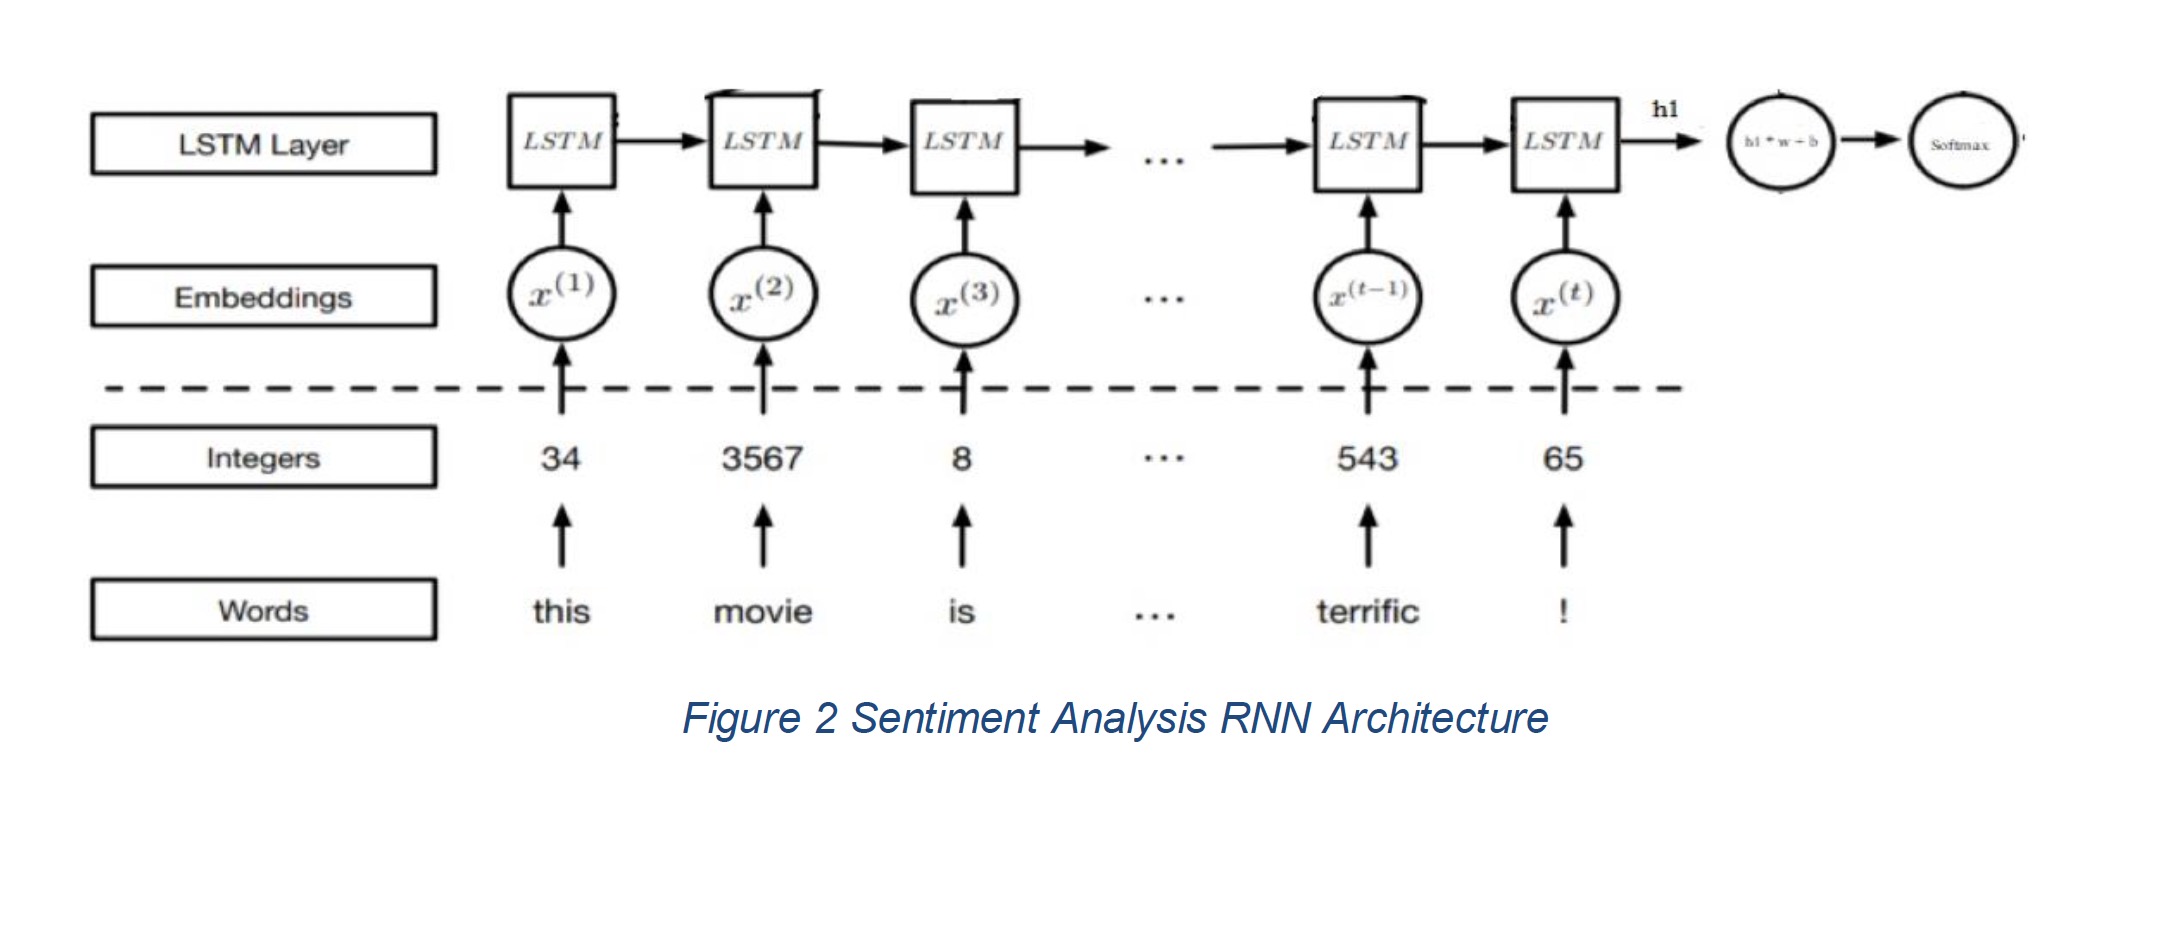 h1
LSTM Layer LSTM LSTM LSTM ... LSTM LSTM h1 * w + b Softmax
Embeddings x(1) x(2) x(3) ... x(t−1) x(t)
Integers 34 3567 8 ... 543 65
Words this movie is ... terrific !
Figure 2 Sentiment Analysis RNN Architecture